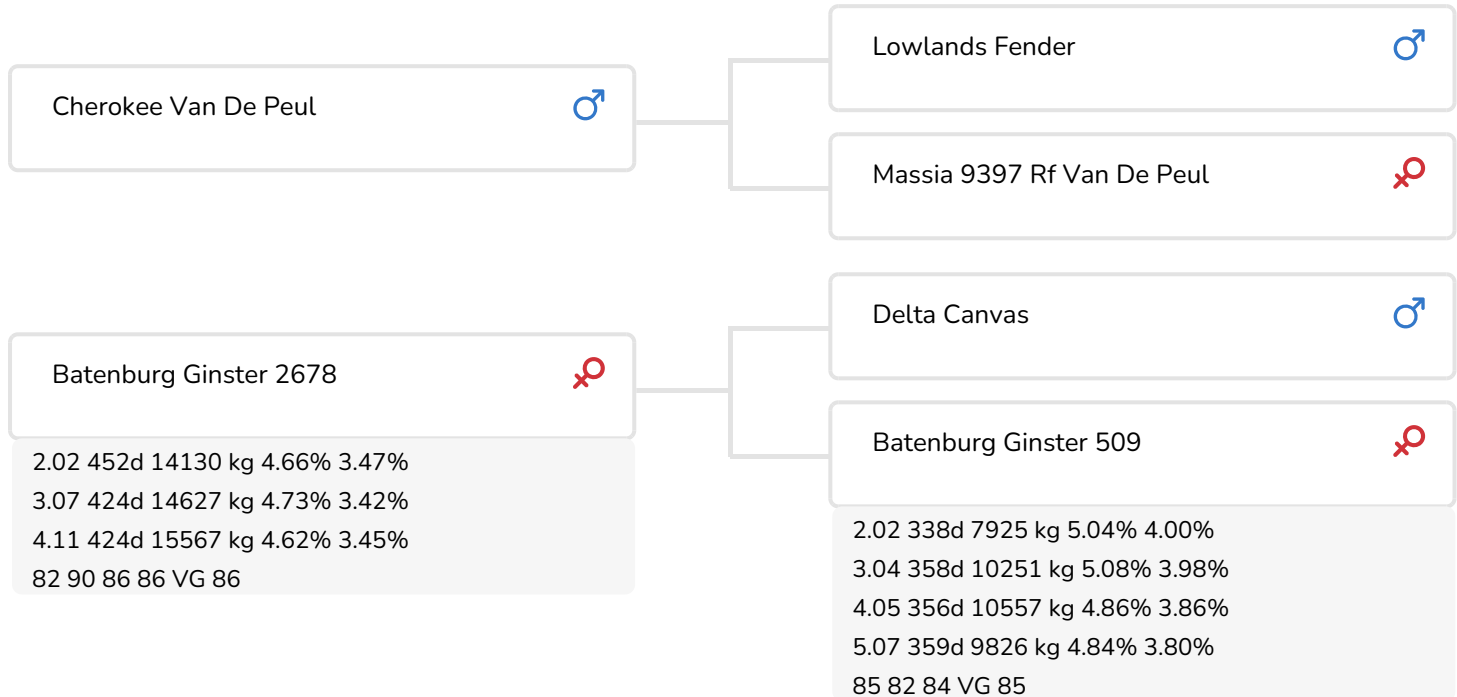 Cherokee Van De Peul
Lowlands Fender
Massia 9397 Rf Van De Peul
Batenburg Ginster 2678
2.02 452d 14130 kg 4.66% 3.47%
3.07 424d 14627 kg 4.73% 3.42%
4.11 424d 15567 kg 4.62% 3.45%
82 90 86 86 VG 86
Delta Canvas
Batenburg Ginster 509
2.02 338d 7925 kg 5.04% 4.00%
3.04 358d 10251 kg 5.08% 3.98%
4.05 356d 10557 kg 4.86% 3.86%
5.07 359d 9826 kg 4.84% 3.80%
85 82 84 VG 85